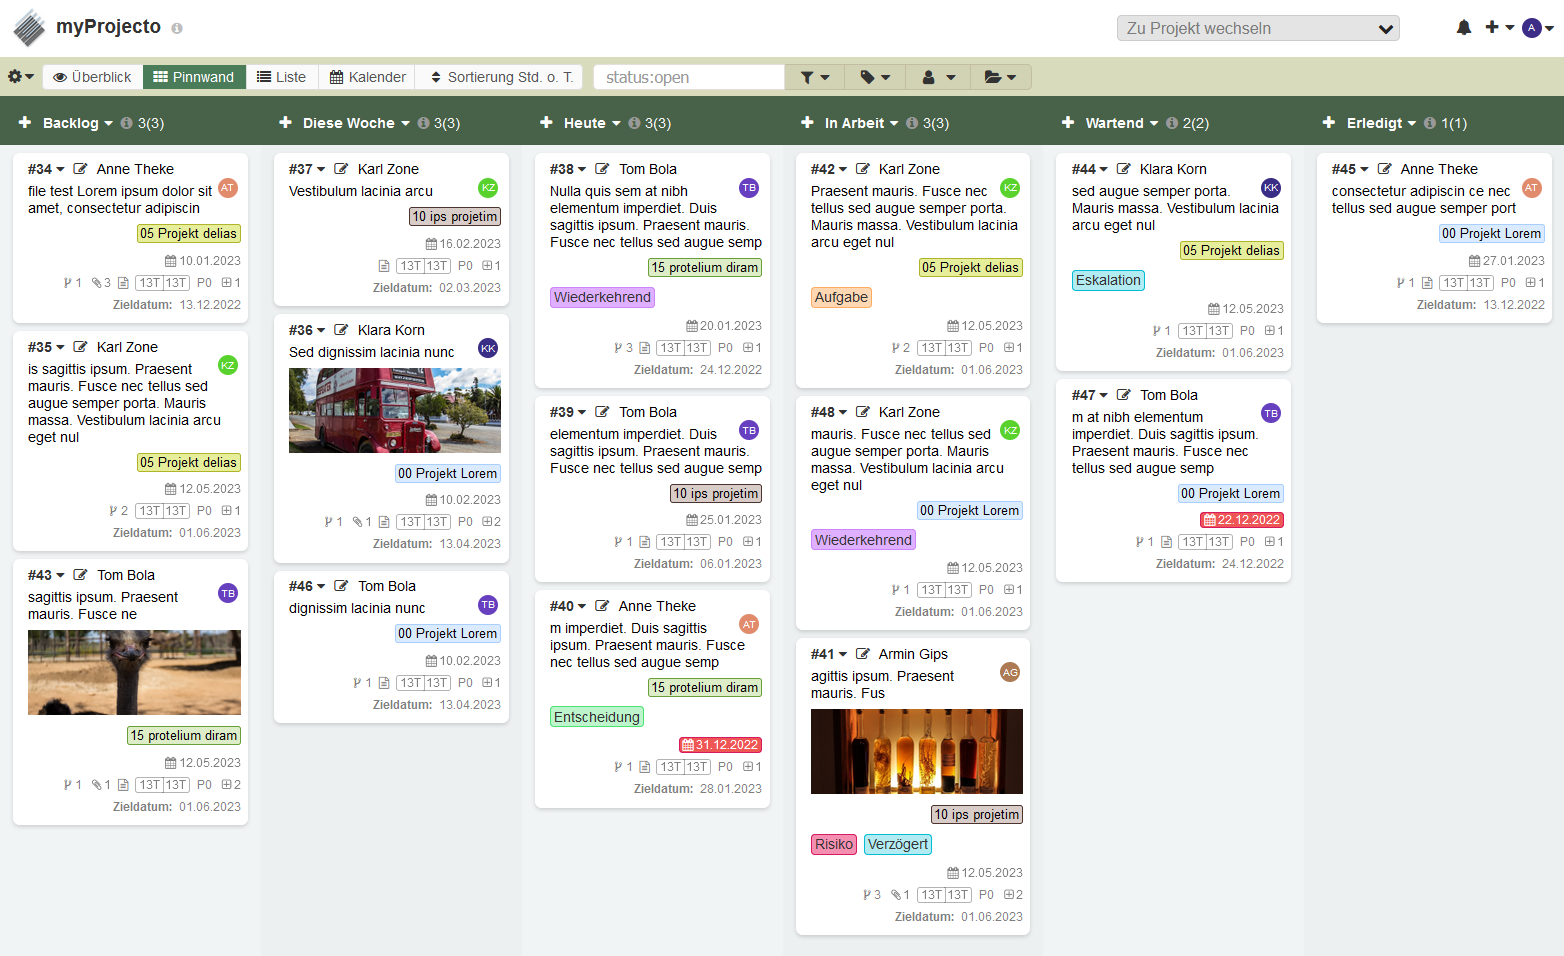 myProjecto
Zu Projekt wechseln
A
Überblick
Pinnwand
Liste
Kalender
Sortierung Std. o. T.
status:open
Backlog 3(3)
#34 Anne Theke
AT
file test Lorem ipsum dolor sit
amet, consectetur adipiscin
05 Projekt delias
10.01.2023
1 3 13T 13T P0 1
Zieldatum: 13.12.2022
#35 Karl Zone
KZ
is sagittis ipsum. Praesent
mauris. Fusce nec tellus sed
augue semper porta. Mauris
massa. Vestibulum lacinia arcu
eget nul
05 Projekt delias
12.05.2023
2 13T 13T P0 1
Zieldatum: 01.06.2023
#43 Tom Bola
TB
sagittis ipsum. Praesent
mauris. Fusce ne
15 protelium diram
12.05.2023
1 1 13T 13T P0 2
Zieldatum: 01.06.2023
Diese Woche 3(3)
#37 Karl Zone
KZ
Vestibulum lacinia arcu
10 ips projetim
16.02.2023
13T 13T P0 1
Zieldatum: 02.03.2023
#36 Klara Korn
KK
Sed dignissim lacinia nunc
00 Projekt Lorem
10.02.2023
1 1 13T 13T P0 2
Zieldatum: 13.04.2023
#46 Tom Bola
TB
dignissim lacinia nunc
00 Projekt Lorem
10.02.2023
1 13T 13T P0 1
Zieldatum: 13.04.2023
Heute 3(3)
#38 Tom Bola
TB
Nulla quis sem at nibh
elementum imperdiet. Duis
sagittis ipsum. Praesent mauris.
Fusce nec tellus sed augue semp
15 protelium diram
Wiederkehrend
20.01.2023
3 13T 13T P0 1
Zieldatum: 24.12.2022
#39 Tom Bola
TB
elementum imperdiet. Duis
sagittis ipsum. Praesent mauris.
Fusce nec tellus sed augue semp
10 ips projetim
25.01.2023
1 13T 13T P0 1
Zieldatum: 06.01.2023
#40 Anne Theke
AT
m imperdiet. Duis sagittis
ipsum. Praesent mauris. Fusce
nec tellus sed augue semp
15 protelium diram
Entscheidung
31.12.2022
1 13T 13T P0 1
Zieldatum: 28.01.2023
In Arbeit 3(3)
#42 Karl Zone
KZ
Praesent mauris. Fusce nec
tellus sed augue semper porta.
Mauris massa. Vestibulum lacinia
arcu eget nul
05 Projekt delias
Aufgabe
12.05.2023
2 13T 13T P0 1
Zieldatum: 01.06.2023
#48 Karl Zone
KZ
mauris. Fusce nec tellus sed
augue semper porta. Mauris
massa. Vestibulum lacinia arcu
eget nul
00 Projekt Lorem
Wiederkehrend
12.05.2023
1 13T 13T P0 1
Zieldatum: 01.06.2023
#41 Armin Gips
AG
agittis ipsum. Praesent
mauris. Fus
10 ips projetim
Risiko Verzögert
12.05.2023
3 1 13T 13T P0 2
Zieldatum: 01.06.2023
Wartend 2(2)
#44 Klara Korn
KK
sed augue semper porta.
Mauris massa. Vestibulum lacinia
arcu eget nul
05 Projekt delias
Eskalation
12.05.2023
1 13T 13T P0 1
Zieldatum: 01.06.2023
#47 Tom Bola
TB
m at nibh elementum
imperdiet. Duis sagittis ipsum.
Praesent mauris. Fusce nec
tellus sed augue semp
00 Projekt Lorem
22.12.2022
1 13T 13T P0 1
Zieldatum: 24.12.2022
Erledigt 1(1)
#45 Anne Theke
AT
consectetur adipiscin ce nec
tellus sed augue semper port
00 Projekt Lorem
27.01.2023
1 13T 13T P0 1
Zieldatum: 13.12.2022